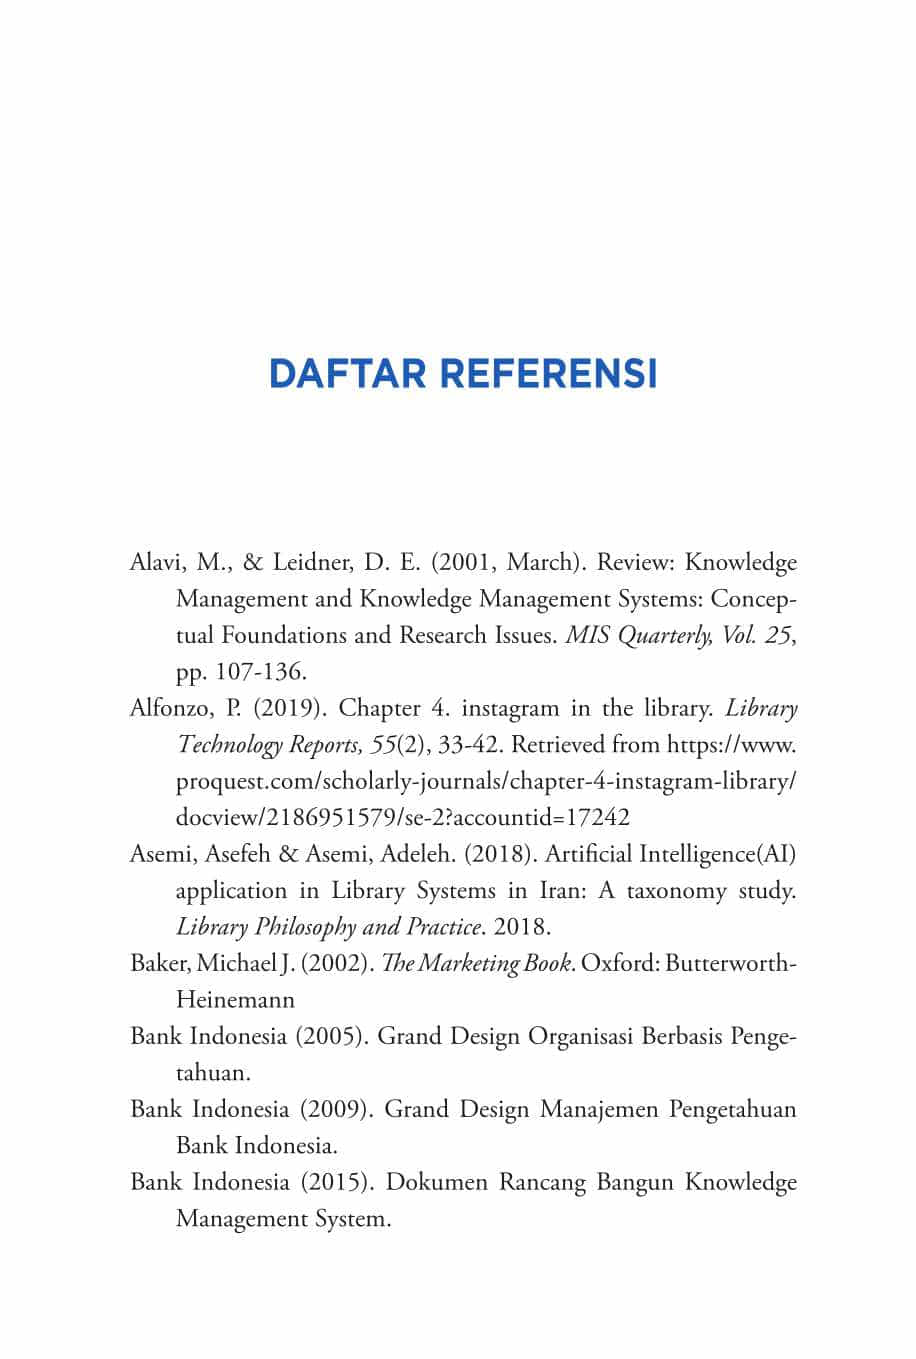 DAFTAR REFERENSI
Alavi, M., & Leidner, D. E. (2001, March). Review: Knowledge
Management and Knowledge Management Systems: Concep-
tual Foundations and Research Issues. MIS Quarterly, Vol. 25,
pp. 107-136.
Alfonzo, P. (2019). Chapter 4. instagram in the library. Library
Technology Reports, 55(2), 33-42. Retrieved from https://www.
proquest.com/scholarly-journals/chapter-4-instagram-library/
docview/2186951579/se-2?accountid=17242
Asemi, Asefeh & Asemi, Adeleh. (2018). Artificial Intelligence(AI)
application in Library Systems in Iran: A taxonomy study.
Library Philosophy and Practice. 2018.
Baker, Michael J. (2002). The Marketing Book. Oxford: Butterworth-
Heinemann
Bank Indonesia (2005). Grand Design Organisasi Berbasis Penge-
tahuan.
Bank Indonesia (2009). Grand Design Manajemen Pengetahuan
Bank Indonesia.
Bank Indonesia (2015). Dokumen Rancang Bangun Knowledge
Management System.